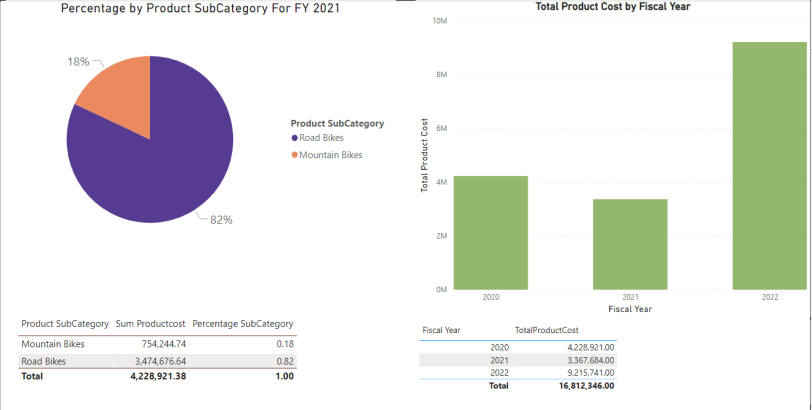 Percentage by Product SubCategory For FY 2021
18%
82%
Product SubCategory
Road Bikes
Mountain Bikes
Product SubCategory Sum Productcost Percentage SubCategory
Mountain Bikes 754,244.74 0.18
Road Bikes 3,474,676.64 0.82
Total 4,228,921.38 1.00
Total Product Cost by Fiscal Year
10M
8M
6M
4M
2M
0M
Total Product Cost
2020 2021 2022
Fiscal Year
Fiscal Year TotalProductCost
2020 4,228,921.00
2021 3,367,684.00
2022 9,215,741.00
Total 16,812,346.00